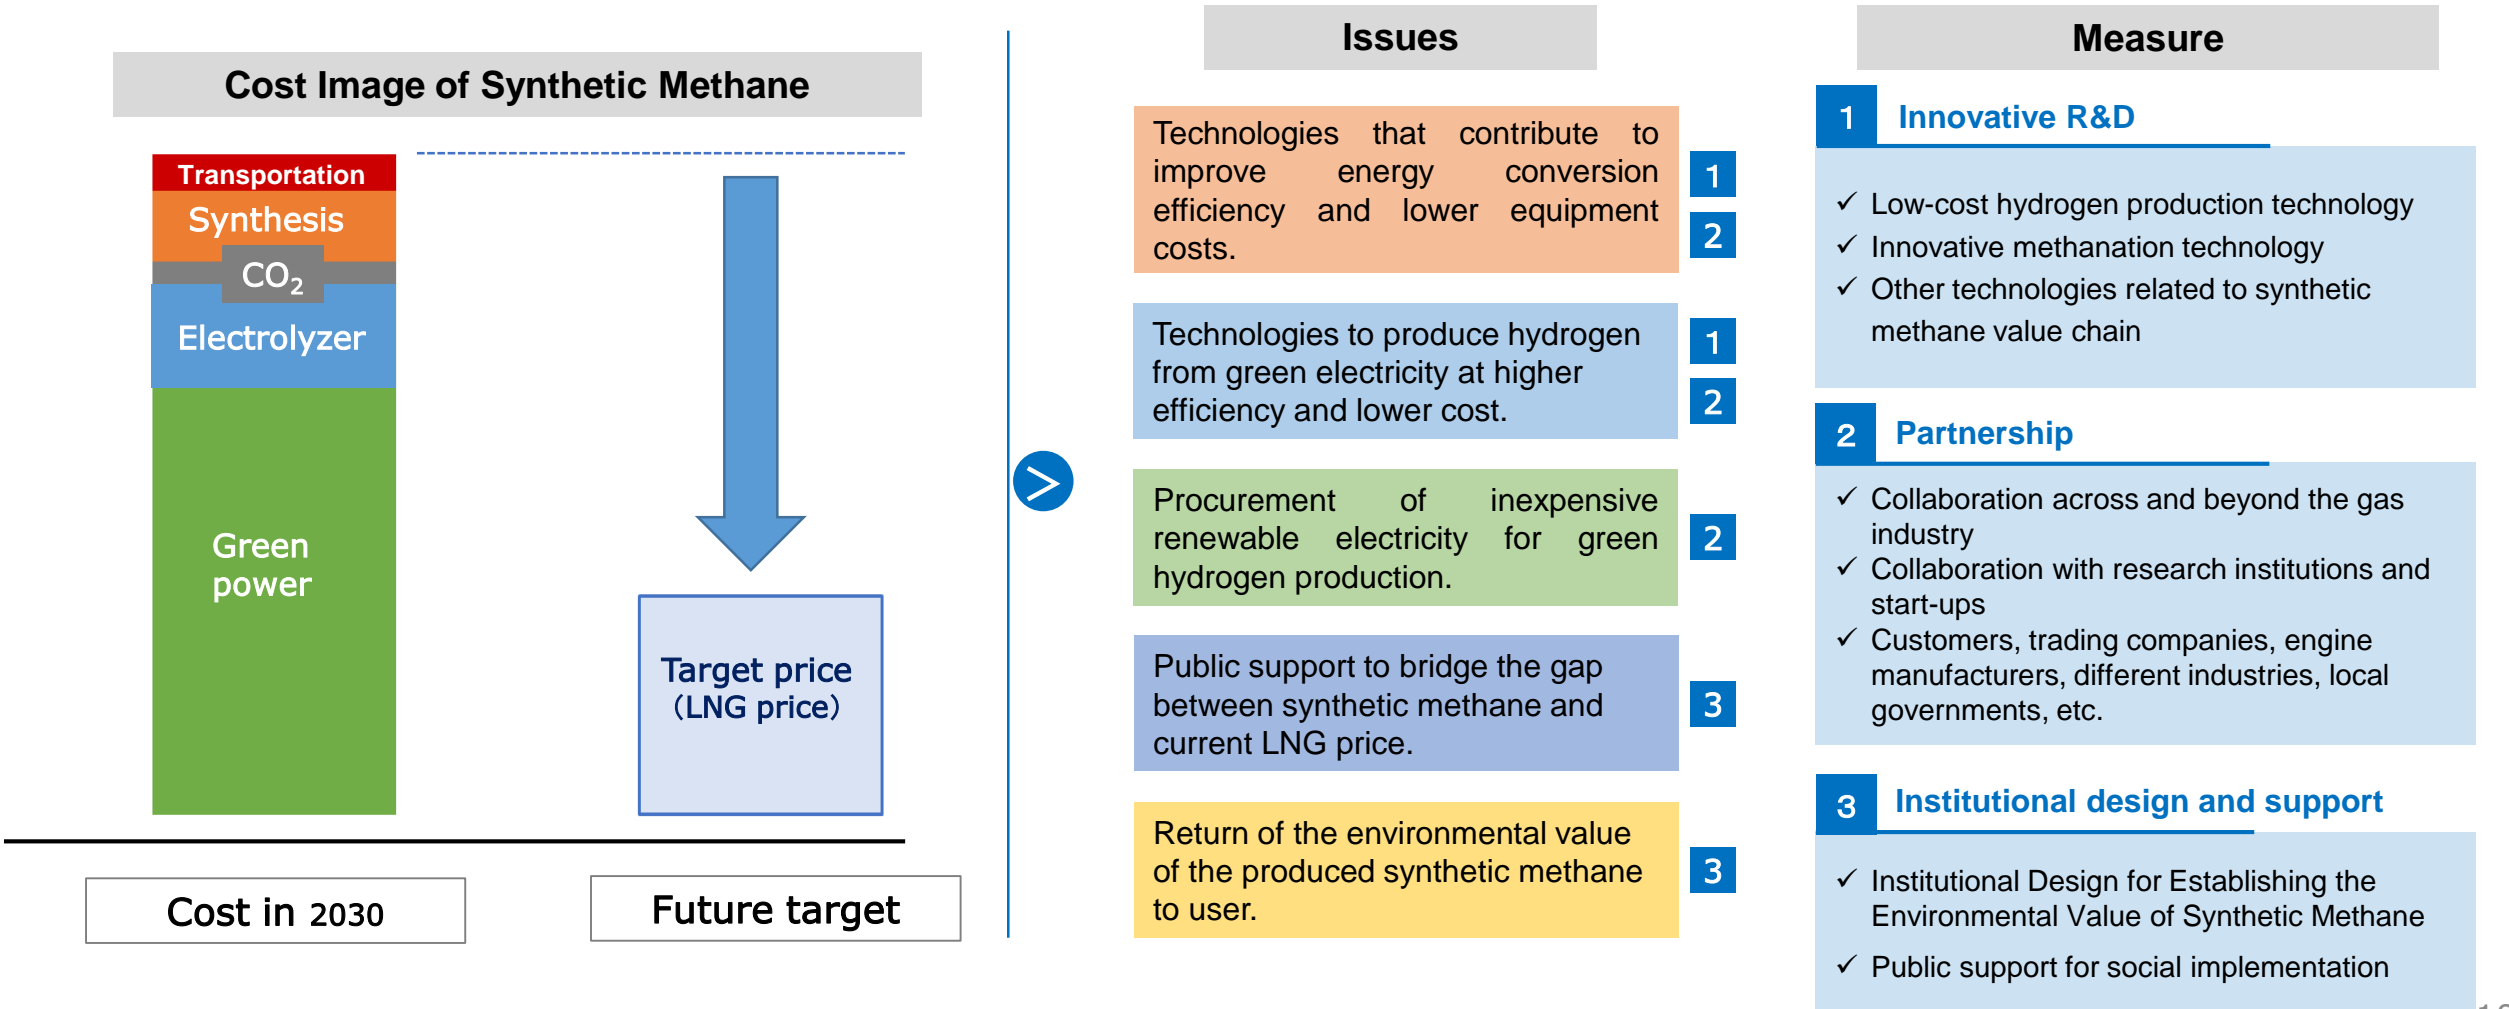 Cost Image of Synthetic Methane
Transportation
Synthesis
CO₂
Electrolyzer
Green
power
Target price
(LNG price)
Cost in 2030
Future target
>
Issues
Technologies that contribute to
improve energy conversion
efficiency and lower equipment
costs.
1
2
Technologies to produce hydrogen
from green electricity at higher
efficiency and lower cost.
1
2
Procurement of inexpensive
renewable electricity for green
hydrogen production.
2
Public support to bridge the gap
between synthetic methane and
current LNG price.
3
Return of the environmental value
of the produced synthetic methane
to user.
3
Measure
1 Innovative R&D
✓ Low-cost hydrogen production technology
✓ Innovative methanation technology
✓ Other technologies related to synthetic
methane value chain
2 Partnership
✓ Collaboration across and beyond the gas
industry
✓ Collaboration with research institutions and
start-ups
✓ Customers, trading companies, engine
manufacturers, different industries, local
governments, etc.
3 Institutional design and support
✓ Institutional Design for Establishing the
Environmental Value of Synthetic Methane
✓ Public support for social implementation